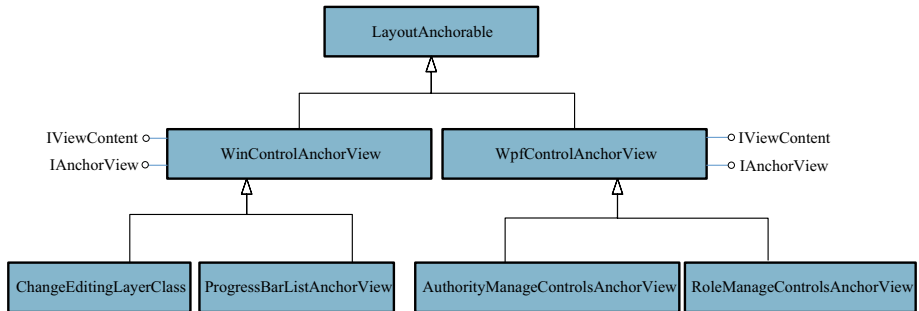 LayoutAnchorable
IViewContent
WinControlAnchorView
IAnchorView
WpfControlAnchorView
IViewContent
IAnchorView
ChangeEditingLayerClass
ProgressBarListAnchorView
AuthorityManageControlsAnchorView
RoleManageControlsAnchorView